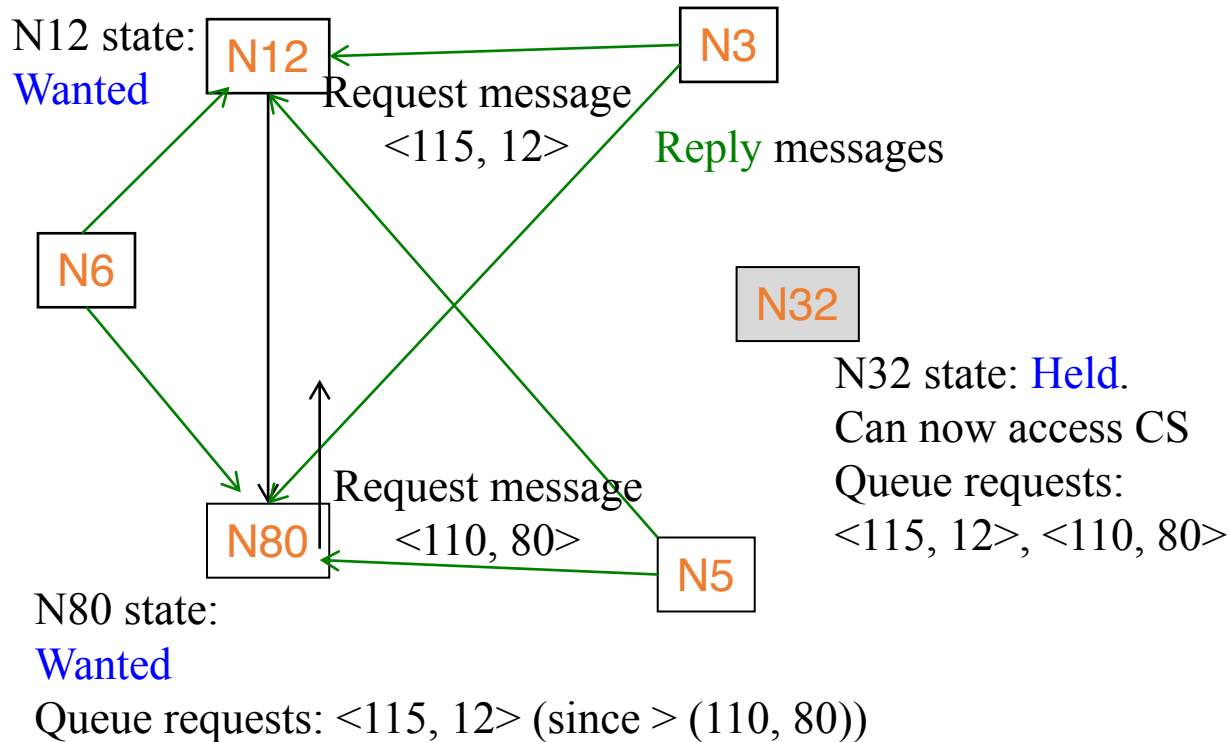 N12 state:
Wanted
N12
N3
Request message
<115, 12>
Reply messages
N6
N32
N32 state: Held.
Can now access CS
Queue requests:
<115, 12>, <110, 80>
Request message
<110, 80>
N80
N5
N80 state:
Wanted
Queue requests: <115, 12> (since > (110, 80))